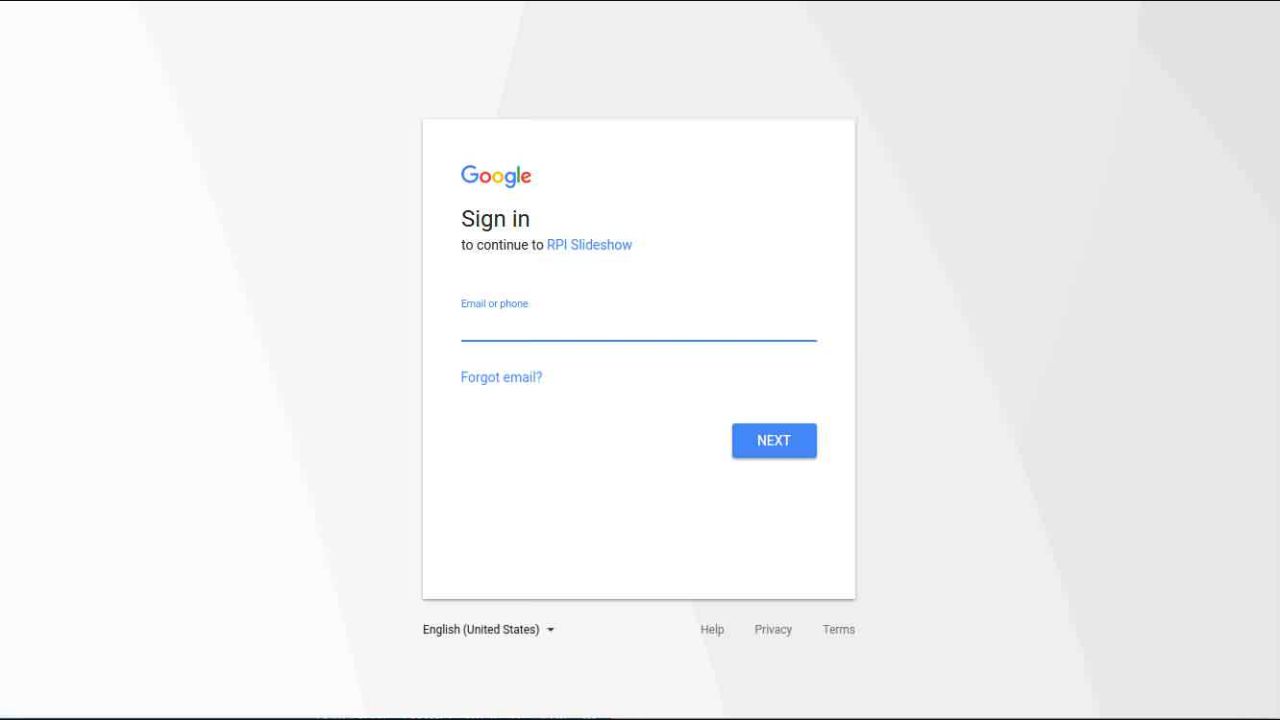 Google
Sign in
to continue to RPI Slideshow
Email or phone
Forgot email?
NEXT
English (United States)
Help Privacy Terms